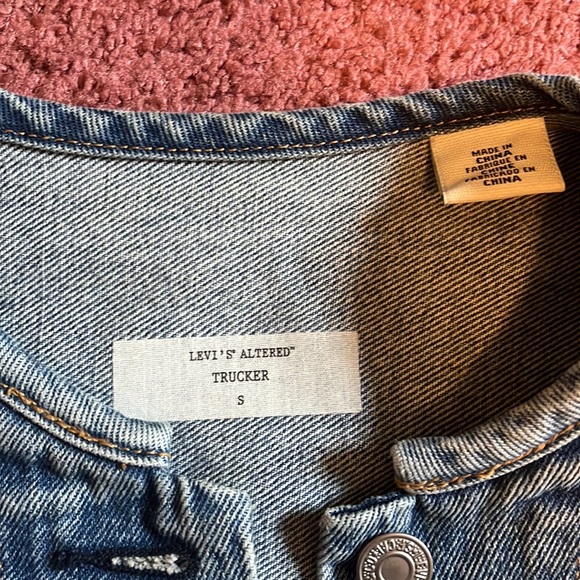 MADE IN
CHINA
FABRIQUE EN
CHINE
FABRICADO EN
CHINA
LEVI'S® ALTERED™
TRUCKER
S